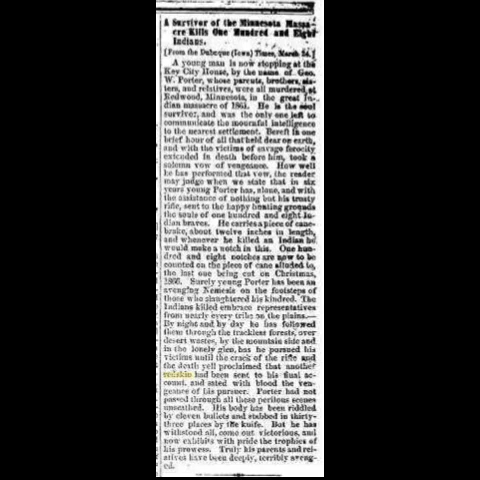 A Survivor of the Minnesota Massa-
cre Kills One Hundred and Eight
Indians.
[From the Dubuque (Iowa) Times, March 24.]
A young man is now stopping at the
Key City House, by the name of Geo.
W. Porter, whose parents, brothers, sis-
ters, and relatives, were all murdered at
Redwood, Minnesota, in the great In-
dian massacre of 1861. He is the soul
survivor, and was the only one left to
communicate the mournful intelligence
to the nearest settlement. Bereft in one
brief hour of all that held dear on earth,
and with the victims of savage ferocity
extended in death before him, took a
solemn vow of vengeance. How well
he has performed that vow, the reader
may judge when we state that in six
years young Porter has, alone, and with
the assistance of nothing but his trusty
rifle, sent to the happy hunting grounds
the souls of one hundred and eight In-
dian braves. He carries a piece of cane-
brake, about twelve inches in length,
and whenever he killed an Indian he
would make a notch in this. One hun-
dred and eight notches are now to be
counted on the piece of cane alluded to,
the last one being cut on Christmas,
1866. Surely young Porter has been an
avenging Nemesis on the footsteps of
those who slaughtered his kindred. The
Indians killed embrace representatives
from nearly every tribe on the plains.—
By night and by day he has followed
them through the trackless forests, over
desert wastes, by the mountain side and
in the lonely glen, has he pursued his
victims until the crack of the rifle and
the death yell proclaimed that another
redskin had been sent to his final ac-
count, and sated with blood the ven-
geance of his pursuer. Porter had not
passed through all these perilous scenes
unscathed. His body has been riddled
by eleven bullets and stabbed in thirty-
three places by the knife. But he has
withstood all, come out victorious, and
now exhibits with pride the trophies of
his prowess. Truly his parents and rel-
atives have been deeply, terribly aveng-
ed.